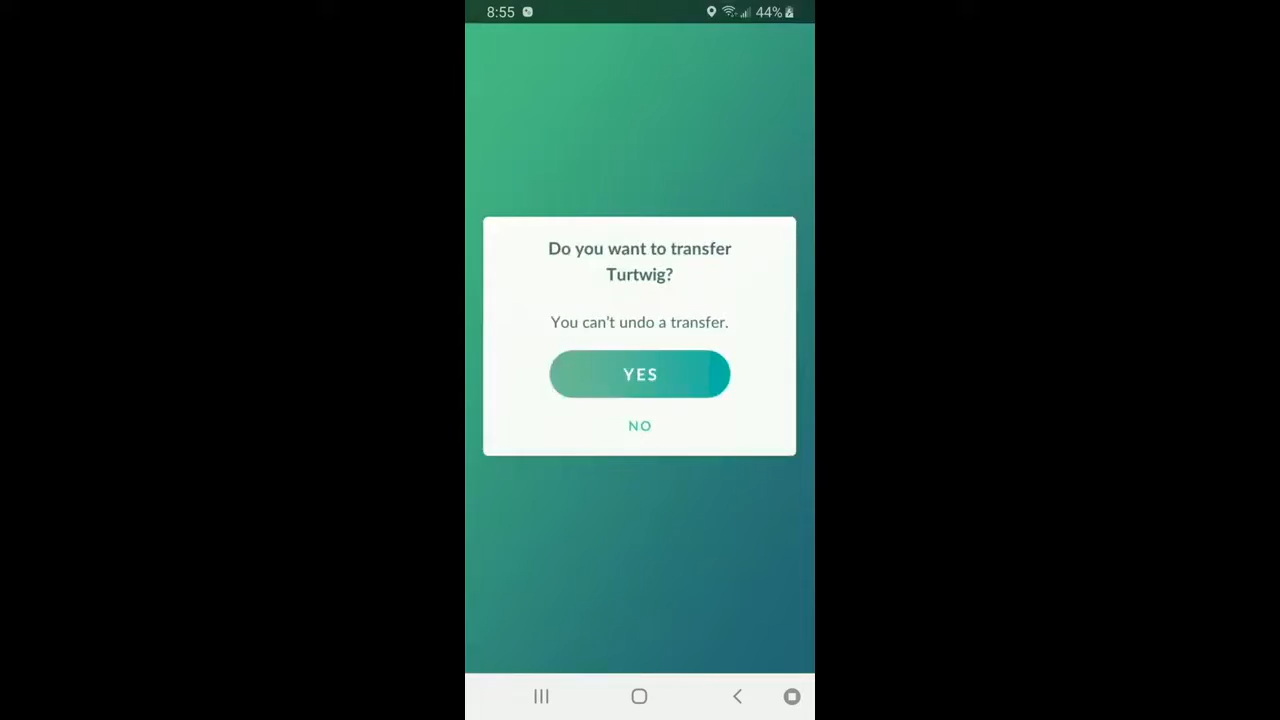 8:55
44%
Do you want to transfer
Turtwig?
You can't undo a transfer.
YES
NO